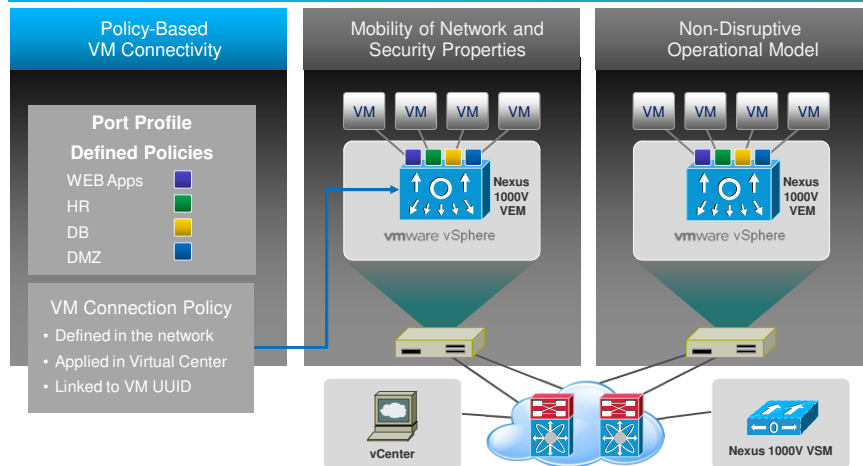 Policy-Based
VM Connectivity
Mobility of Network and
Security Properties
Non-Disruptive
Operational Model
Port Profile
Defined Policies
WEB Apps
HR
DB
DMZ
VM Connection Policy
• Defined in the network
• Applied in Virtual Center
• Linked to VM UUID
VM
VM
VM
VM
Nexus
1000V
VEM
vmware vSphere
VM
VM
VM
VM
Nexus
1000V
VEM
vmware vSphere
vCenter
Nexus 1000V VSM